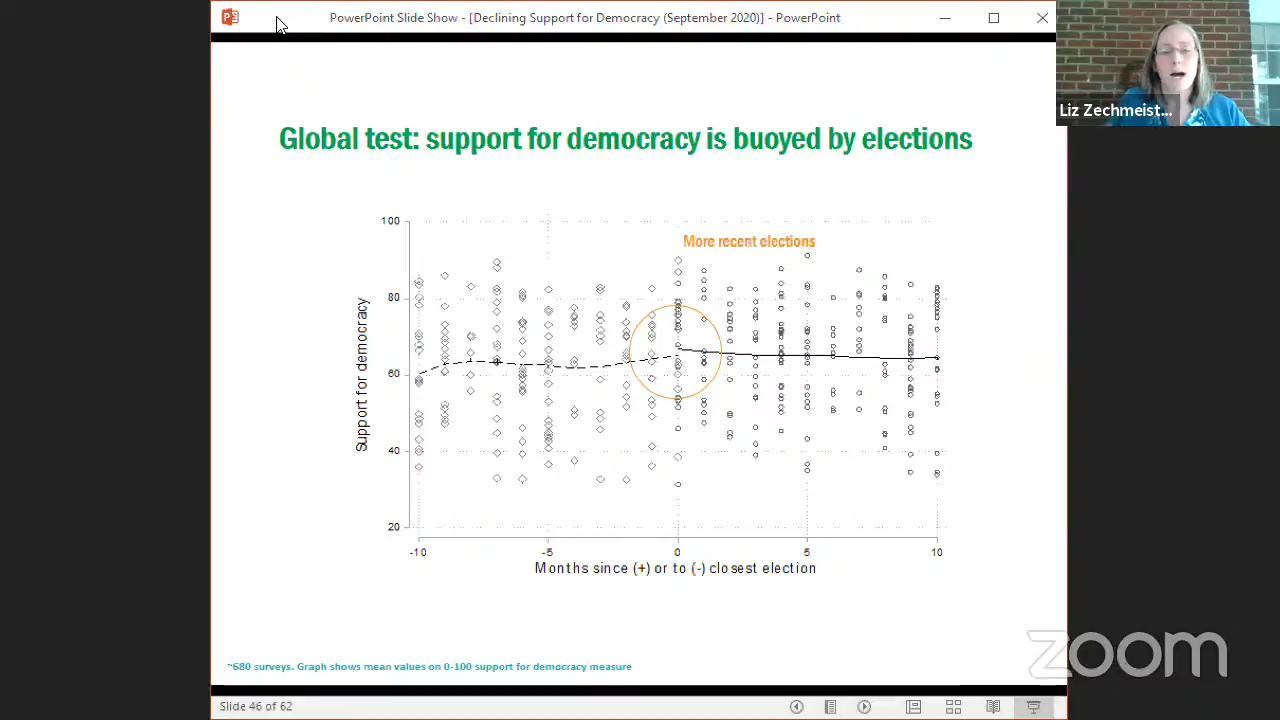 PowerPoint Slide Show - [Declining Support for Democracy (September 2020)] - PowerPoint
Liz Zechmeist...
Global test: support for democracy is buoyed by elections
More recent elections
Support for democracy
100
80
60
40
20
-10
-5
0
5
10
Months since (+) or to (-) closest election
~680 surveys. Graph shows mean values on 0-100 support for democracy measure
zoom
Slide 46 of 62